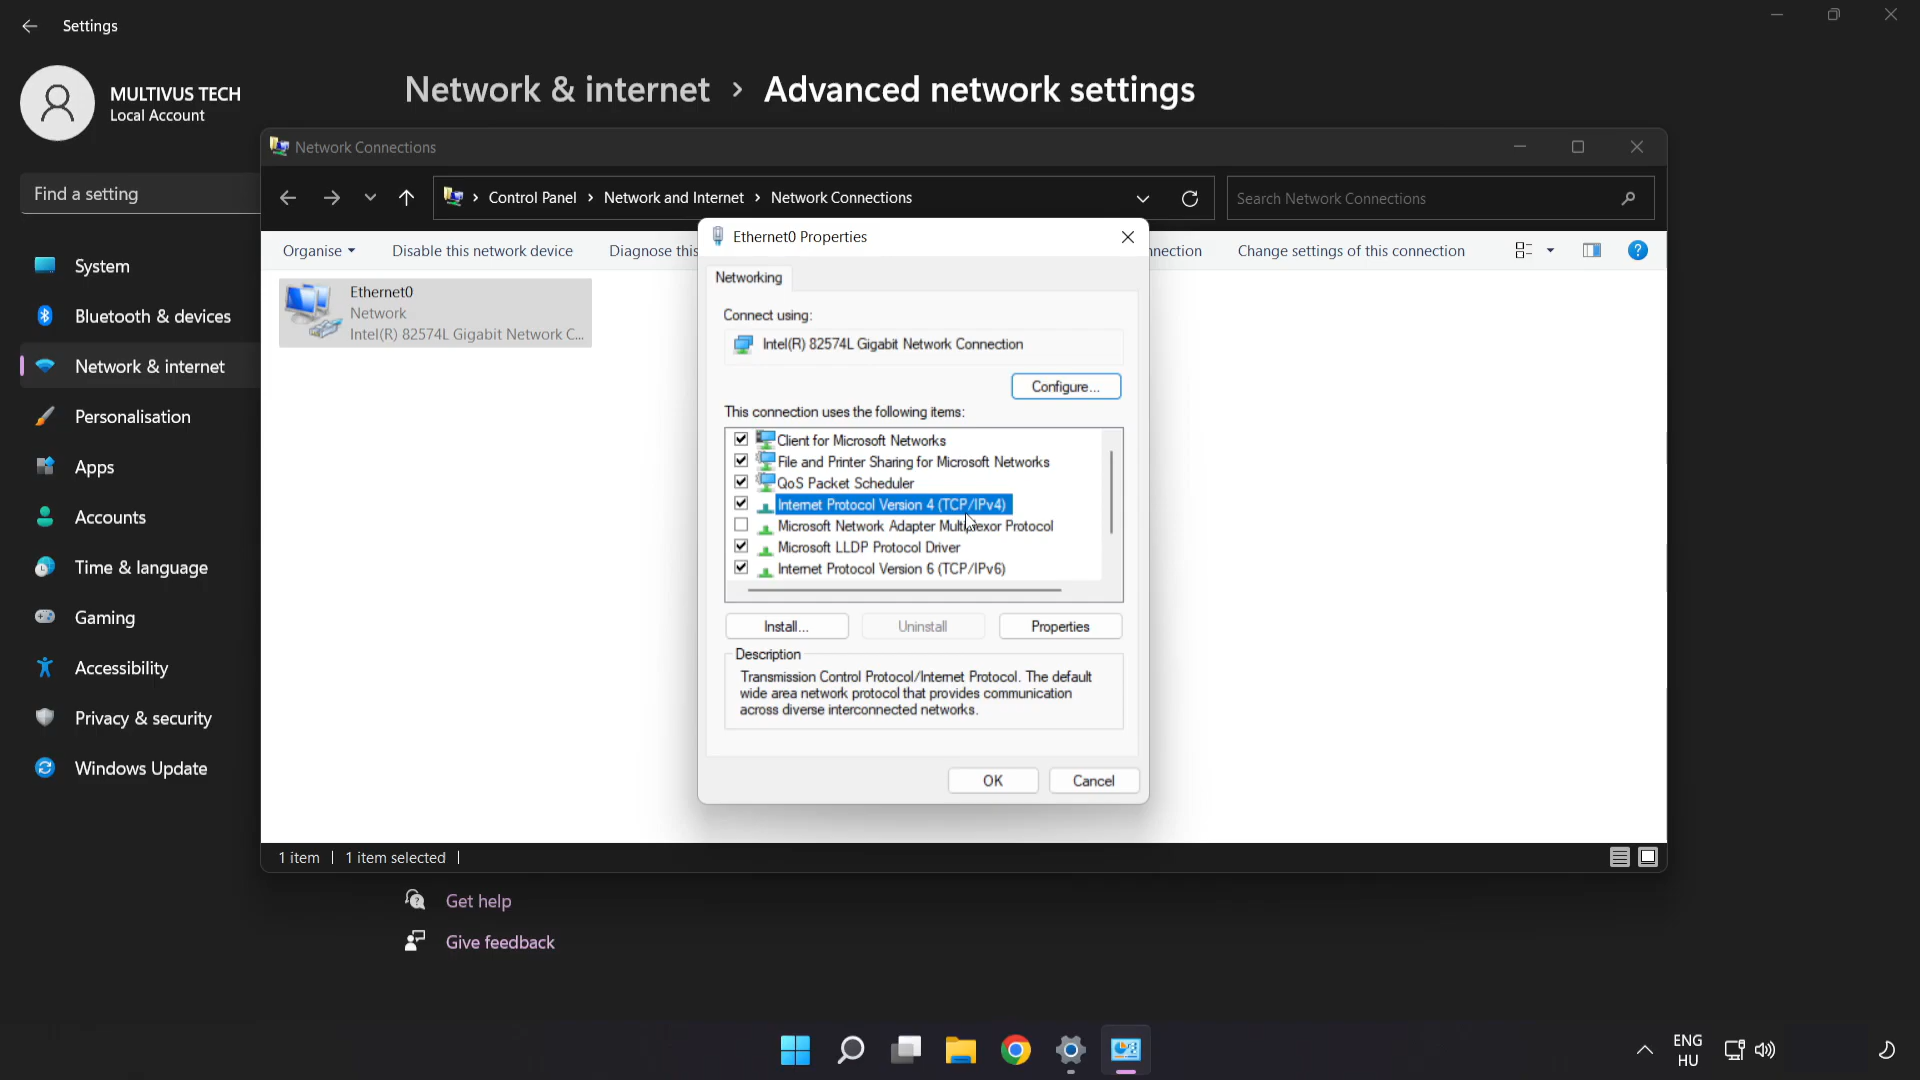 Settings
MULTIVUS TECH
Local Account
Find a setting
System
Bluetooth & devices
Network & internet
Personalisation
Apps
Accounts
Time & language
Gaming
Accessibility
Privacy & security
Windows Update
Network & internet › Advanced network settings
Network Connections
Control Panel › Network and Internet › Network Connections
Search Network Connections
Organise
Disable this network device
Diagnose this
nnection
Change settings of this connection
Ethernet0
Network
Intel(R) 82574L Gigabit Network C...
Ethernet0 Properties
Networking
Connect using:
Intel(R) 82574L Gigabit Network Connection
Configure...
This connection uses the following items:
Client for Microsoft Networks
File and Printer Sharing for Microsoft Networks
QoS Packet Scheduler
Internet Protocol Version 4 (TCP/IPv4)
Microsoft Network Adapter Multiplexor Protocol
Microsoft LLDP Protocol Driver
Internet Protocol Version 6 (TCP/IPv6)
Install...
Uninstall
Properties
Description
Transmission Control Protocol/Internet Protocol. The default
wide area network protocol that provides communication
across diverse interconnected networks.
OK
Cancel
1 item
1 item selected
Get help
Give feedback
ENG
HU